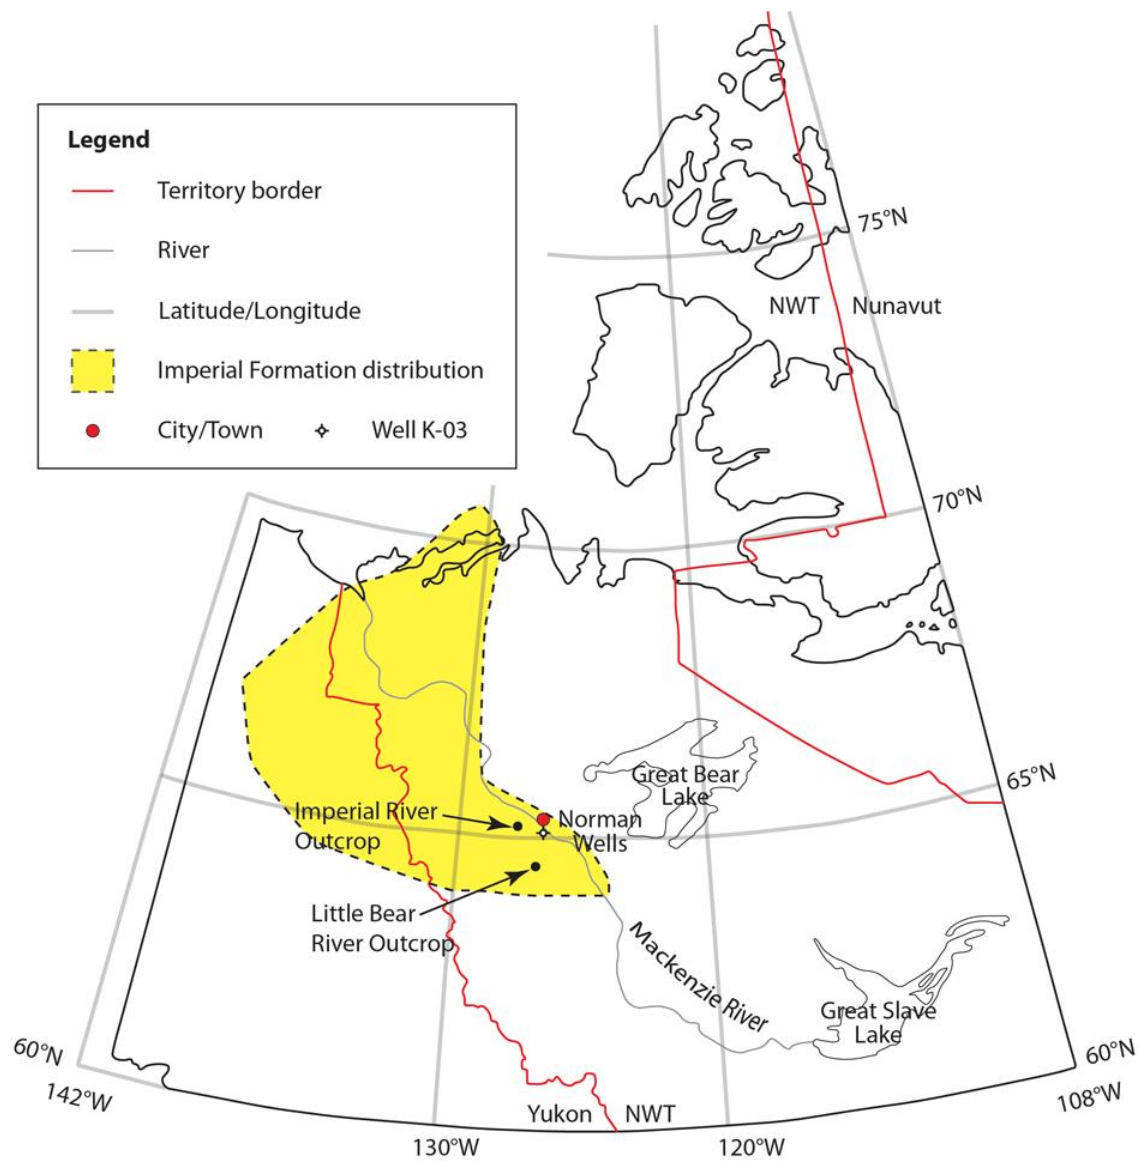 Legend
Territory border
River
Latitude/Longitude
Imperial Formation distribution
City/Town
Well K-03
75°N
NWT
Nunavut
70°N
65°N
Great Bear
Lake
Imperial River
Outcrop
Norman
Wells
Little Bear
River Outcrop
Mackenzie River
Great Slave
Lake
60°N
142°W
60°N
108°W
Yukon
NWT
130°W
120°W